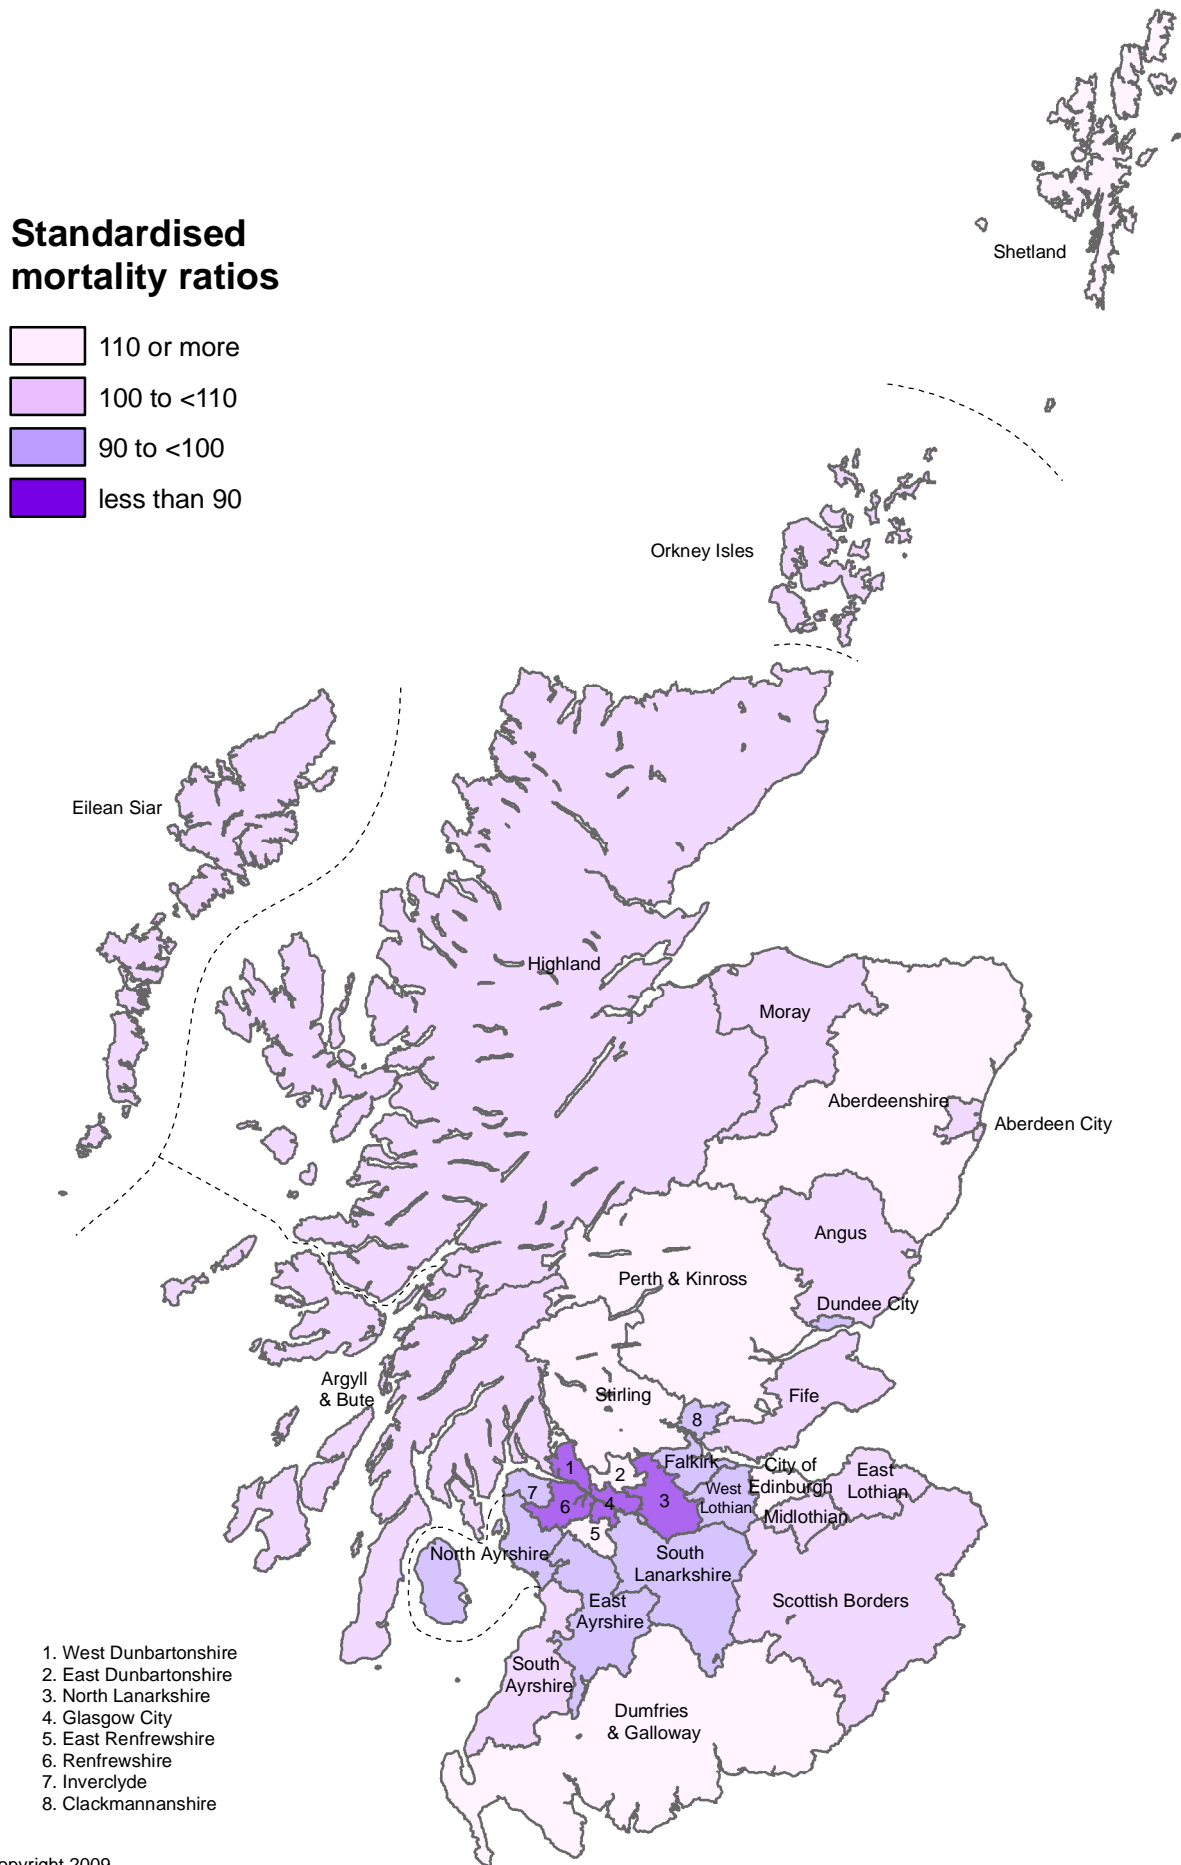 Shetland
Standardised
mortality ratios
110 or more
100 to <110
90 to <100
less than 90
Orkney Isles
Eilean Siar
Highland
Moray
Aberdeenshire
Aberdeen City
Angus
Perth & Kinross
Dundee City
Argyll
& Bute
Stirling
Fife
8
1
2
Falkirk
City of
Edinburgh
East
Lothian
7
6
4
3
West
Lothian
Midlothian
5
North Ayrshire
South
Lanarkshire
East
Ayrshire
Scottish Borders
South
Ayrshire
Dumfries
& Galloway
1. West Dunbartonshire
2. East Dunbartonshire
3. North Lanarkshire
4. Glasgow City
5. East Renfrewshire
6. Renfrewshire
7. Inverclyde
8. Clackmannanshire
opyright 2009